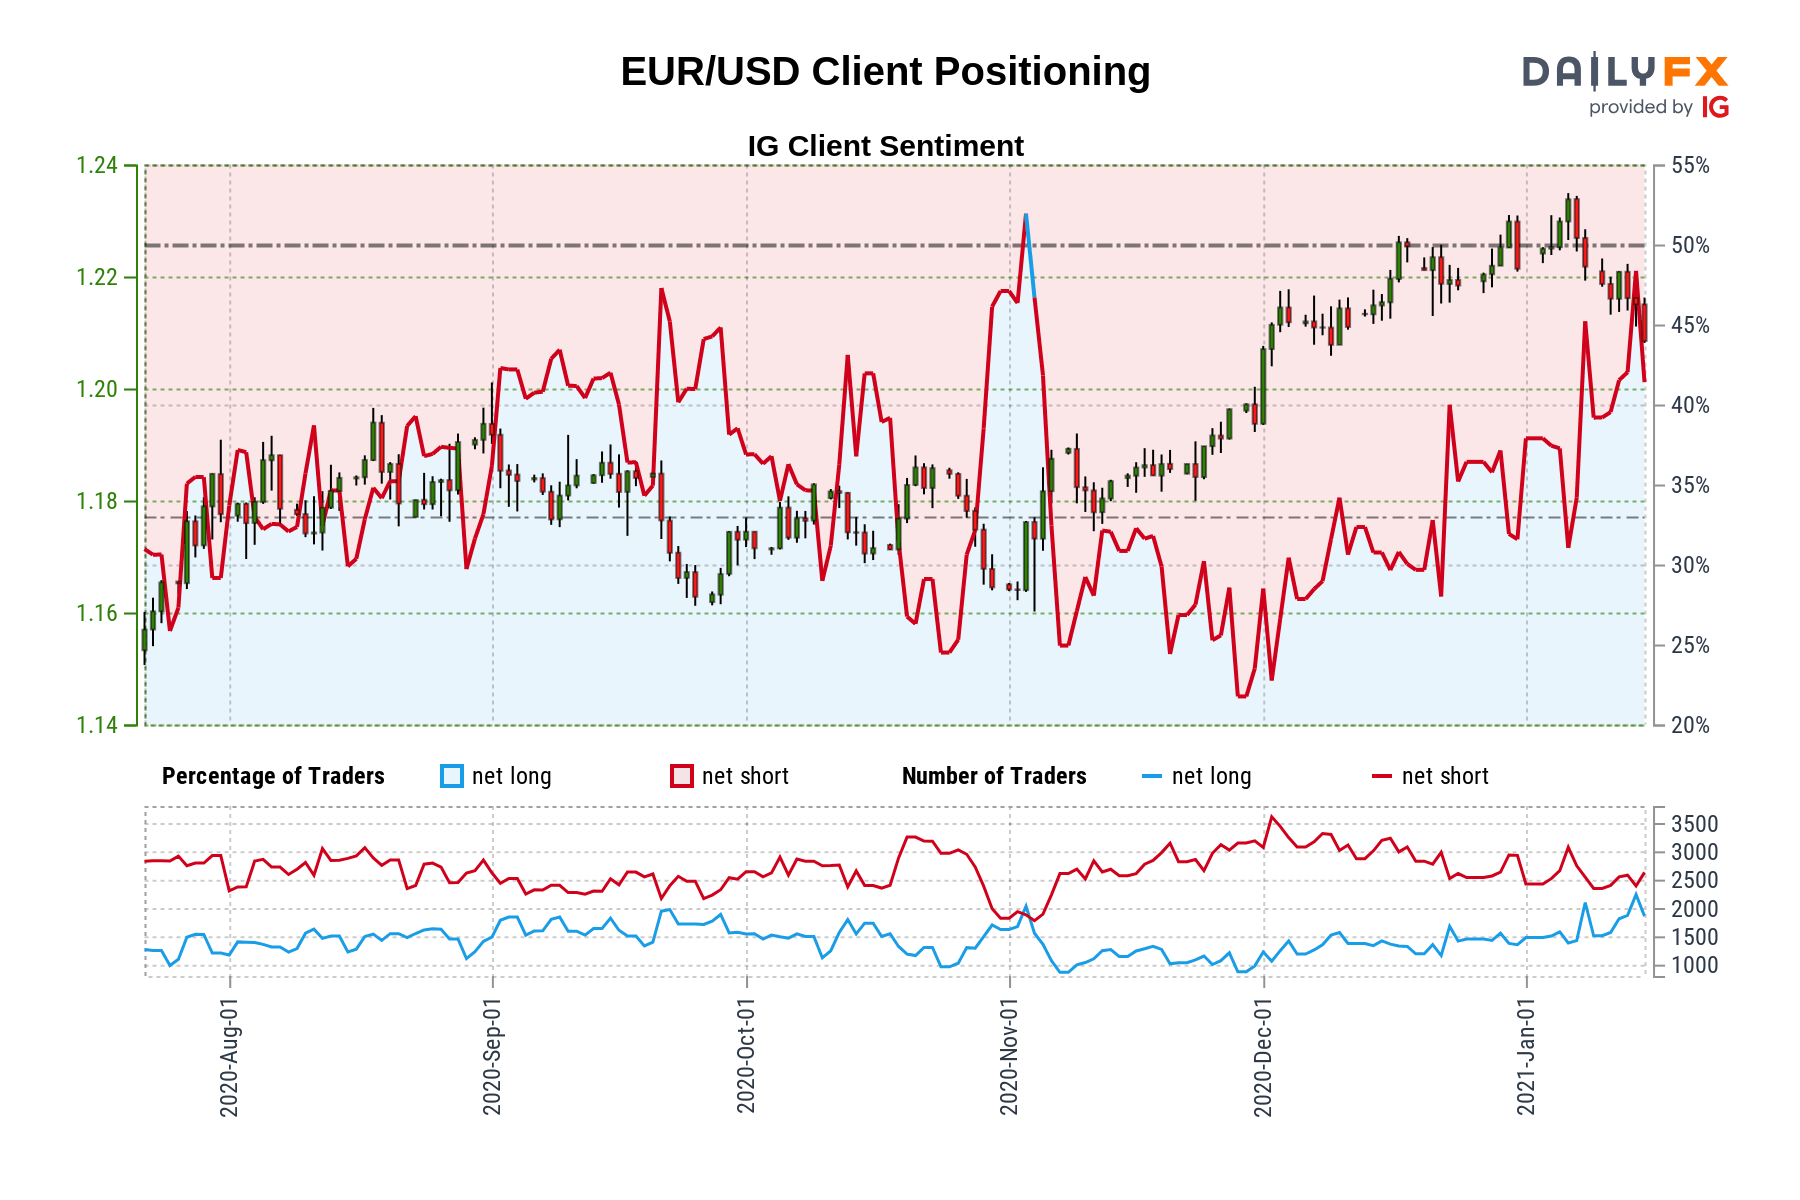 EUR/USD Client Positioning
DAILYFX
provided by IG
IG Client Sentiment
1.24
1.22
1.20
1.18
1.16
1.14
55%
50%
45%
40%
35%
30%
25%
20%
Percentage of Traders net long net short Number of Traders net long net short
3500
3000
2500
2000
1500
1000
2020-Aug-01
2020-Sep-01
2020-Oct-01
2020-Nov-01
2020-Dec-01
2021-Jan-01